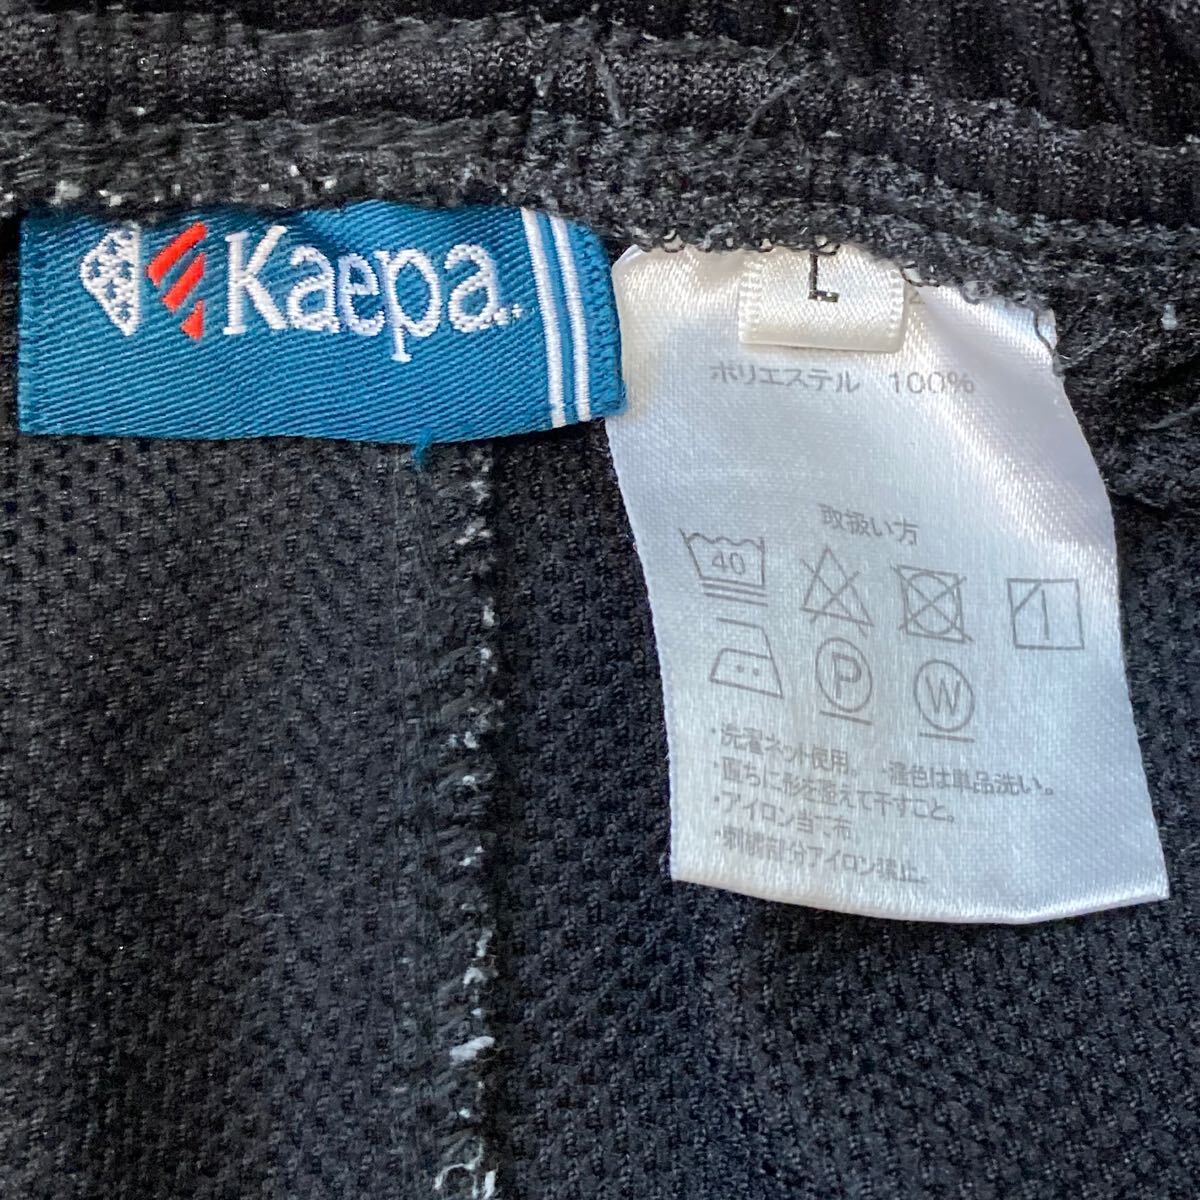 Kaepa.
L
ポリエステル 100%
取扱い方
40
P
W
・洗濯ネット使用。・濃色は単品洗い。
・直ちに形を整えて干すこと。
・アイロン当て布
・刺繍部分アイロン禁止